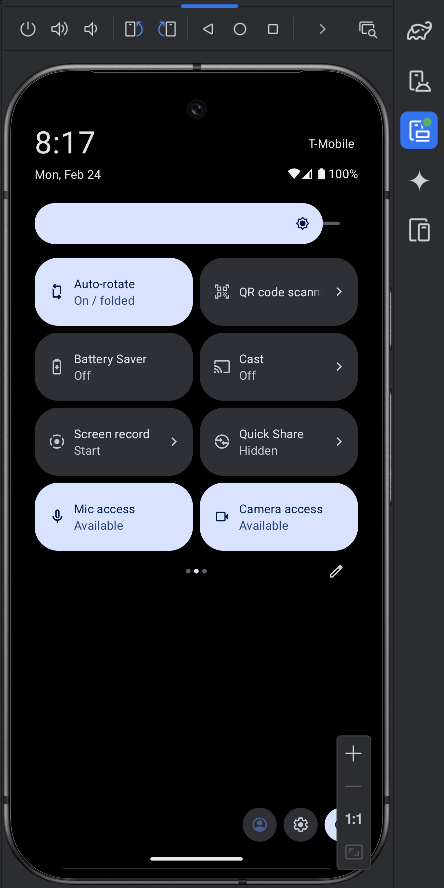 8:17
T-Mobile
Mon, Feb 24
100%
Auto-rotate
On / folded
QR code scann
Battery Saver
Off
Cast
Off
Screen record
Start
Quick Share
Hidden
Mic access
Available
Camera access
Available
1:1